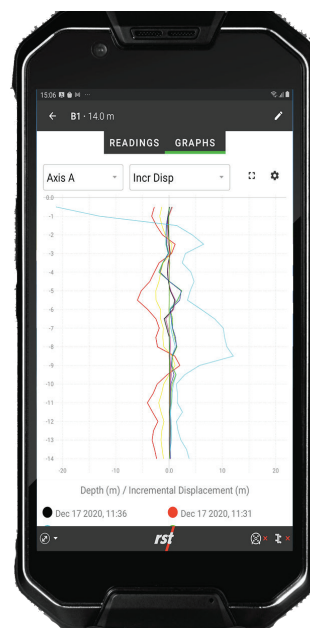 15:06
B1 · 14.0 m
READINGS GRAPHS
Axis A
Incr Disp
0.0
-1
-2
-3
-4
-5
-6
-7
-8
-9
-10
-11
-12
-13
-14
-20 -10 0.0 10 20
Depth (m) / Incremental Displacement (m)
Dec 17 2020, 11:36 Dec 17 2020, 11:31
rst